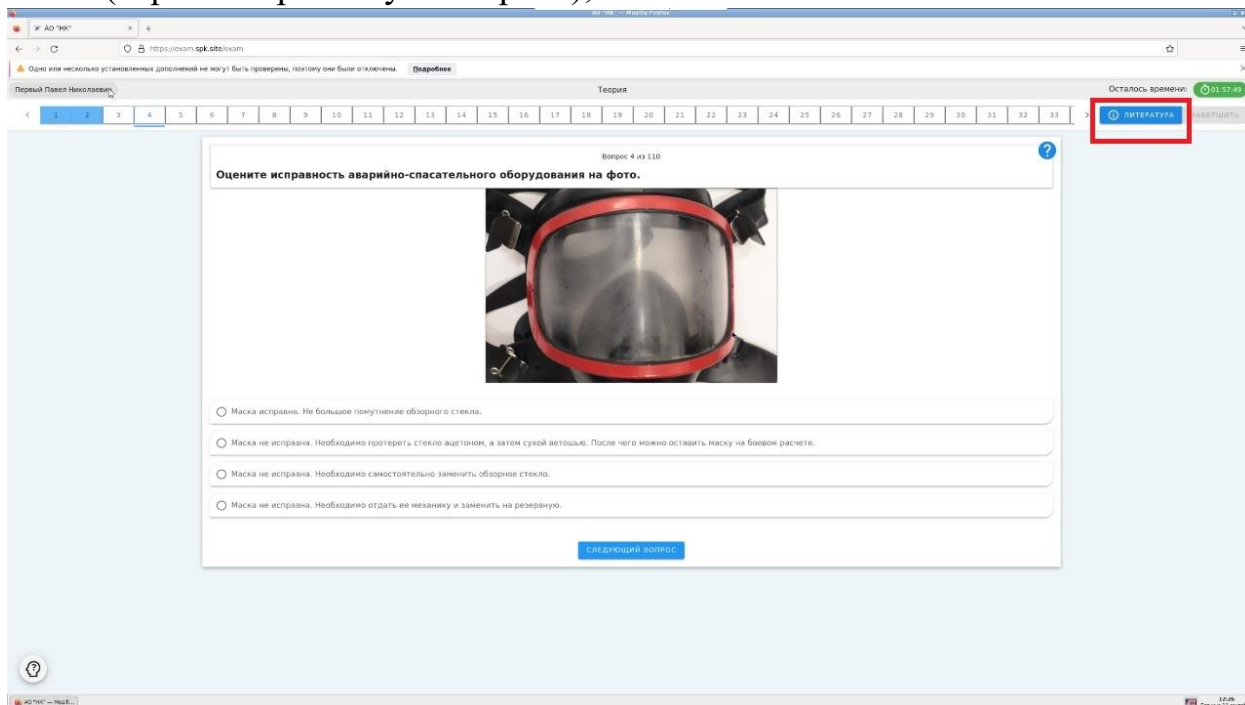 АО "НК" — Mozilla Firefox
АО "НК"
https://exam.spk.site/exam
Одно или несколько установленных дополнений не могут быть проверены, поэтому они были отключены. Подробнее
Первый Павел Николаевич
Теория
Осталось времени: 01:57:49
1 2 3 4 5 6 7 8 9 10 11 12 13 14 15 16 17 18 19 20 21 22 23 24 25 26 27 28 29 30 31 32 33
ЛИТЕРАТУРА
ЗАВЕРШИТЬ
Вопрос 4 из 110
Оцените исправность аварийно-спасательного оборудования на фото.
Маска исправна. Не большое помутнение обзорного стекла.
Маска не исправна. Необходимо протереть стекло ацетоном, а затем сухой ветошью. После чего можно оставить маску на боевом расчете.
Маска не исправна. Необходимо самостоятельно заменить обзорное стекло.
Маска не исправна. Необходимо отдать ее механику и заменить на резервную.
СЛЕДУЮЩИЙ ВОПРОС
АО "НК" — Mozil...
12:26